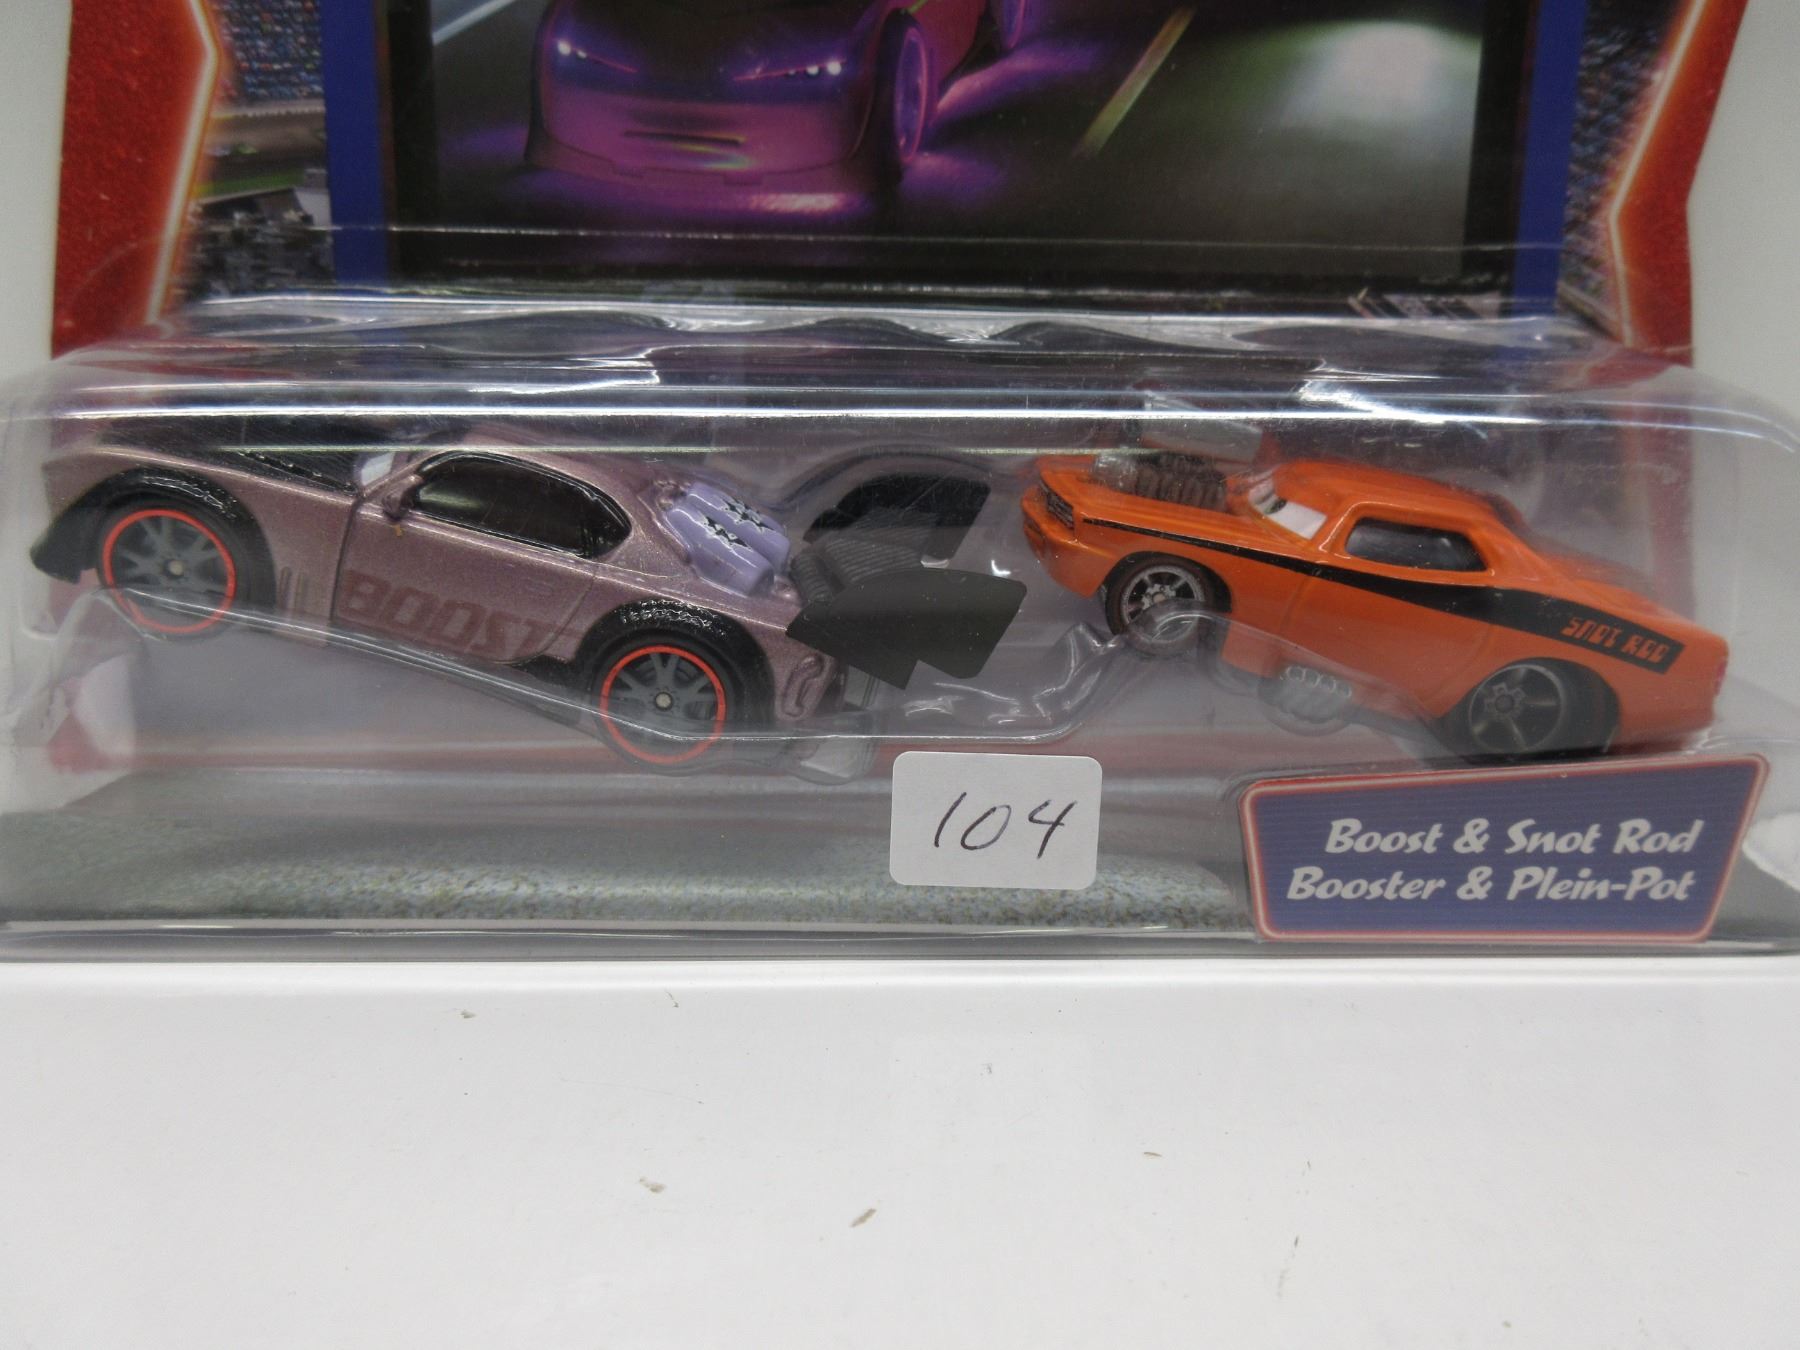 BOOST
SNOT ROD
104
Boost & Snot Rod
Booster & Plein-Pot